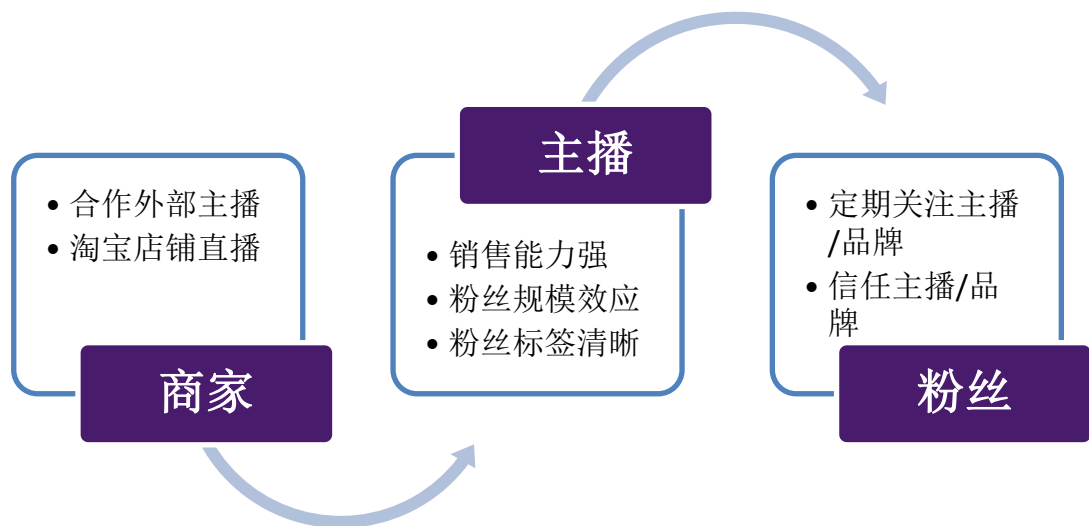 合作外部主播
淘宝店铺直播
商家
主播
销售能力强
粉丝规模效应
粉丝标签清晰
定期关注主播
/品牌
信任主播/品
牌
粉丝